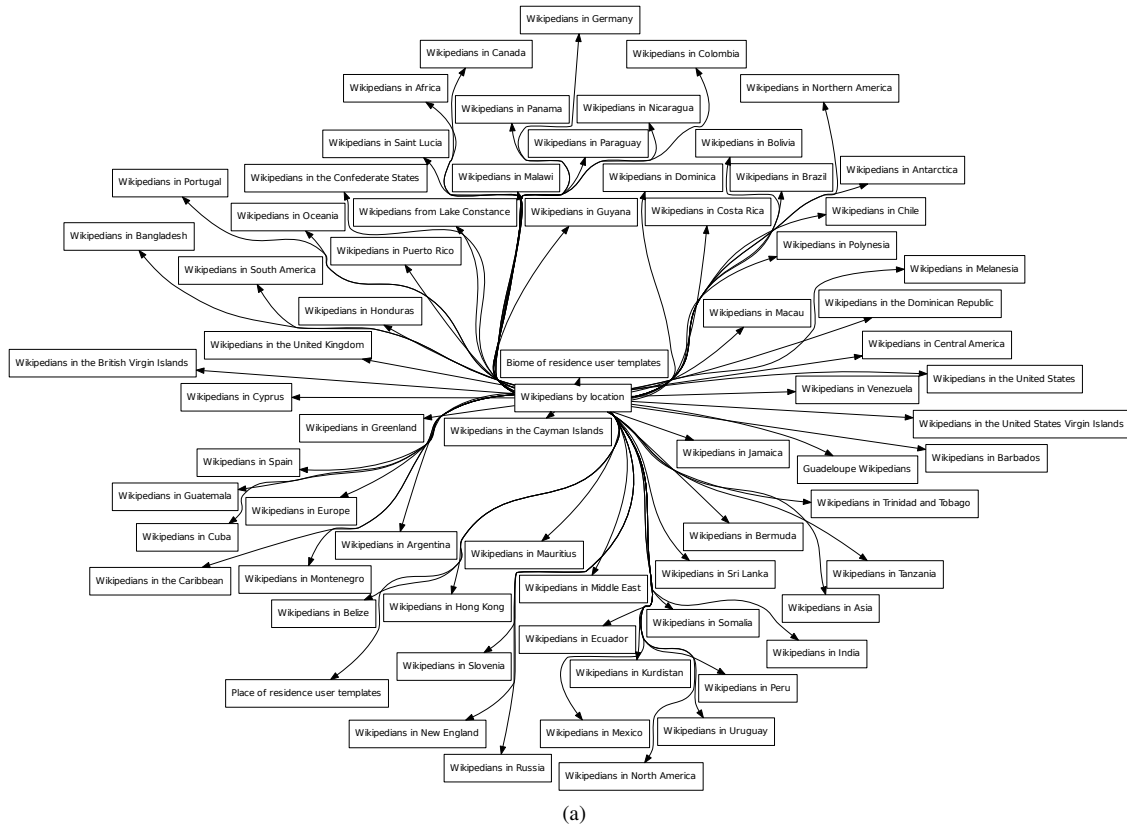 Wikipedians in Germany
Wikipedians in Canada
Wikipedians in Colombia
Wikipedians in Africa
Wikipedians in Northern America
Wikipedians in Panama
Wikipedians in Nicaragua
Wikipedians in Saint Lucia
Wikipedians in Paraguay
Wikipedians in Bolivia
Wikipedians in Portugal
Wikipedians in the Confederate States
Wikipedians in Malawi
Wikipedians in Dominica
Wikipedians in Brazil
Wikipedians in Antarctica
Wikipedians in Oceania
Wikipedians from Lake Constance
Wikipedians in Guyana
Wikipedians in Costa Rica
Wikipedians in Chile
Wikipedians in Bangladesh
Wikipedians in Puerto Rico
Wikipedians in Polynesia
Wikipedians in South America
Wikipedians in Melanesia
Wikipedians in Honduras
Wikipedians in Macau
Wikipedians in the Dominican Republic
Wikipedians in the United Kingdom
Wikipedians in Central America
Wikipedians in the British Virgin Islands
Biome of residence user templates
Wikipedians in the United States
Wikipedians in Cyprus
Wikipedians by location
Wikipedians in Venezuela
Wikipedians in Greenland
Wikipedians in the Cayman Islands
Wikipedians in the United States Virgin Islands
Wikipedians in Spain
Wikipedians in Jamaica
Guadeloupe Wikipedians
Wikipedians in Barbados
Wikipedians in Guatemala
Wikipedians in Europe
Wikipedians in Trinidad and Tobago
Wikipedians in Cuba
Wikipedians in Argentina
Wikipedians in Mauritius
Wikipedians in Bermuda
Wikipedians in the Caribbean
Wikipedians in Montenegro
Wikipedians in Middle East
Wikipedians in Sri Lanka
Wikipedians in Tanzania
Wikipedians in Belize
Wikipedians in Hong Kong
Wikipedians in Asia
Wikipedians in Ecuador
Wikipedians in Somalia
Wikipedians in India
Wikipedians in Slovenia
Wikipedians in Kurdistan
Place of residence user templates
Wikipedians in Peru
Wikipedians in New England
Wikipedians in Mexico
Wikipedians in Uruguay
Wikipedians in Russia
Wikipedians in North America
(a)